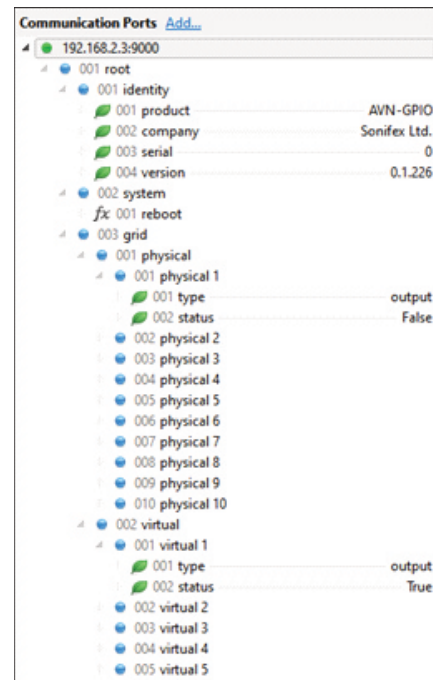 Communication Ports Add...
192.168.2.3:9000
001 root
001 identity
001 product AVN-GPIO
002 company Sonifex Ltd.
003 serial 0
004 version 0.1.226
002 system
fx 001 reboot
003 grid
001 physical
001 physical 1
001 type output
002 status False
002 physical 2
003 physical 3
004 physical 4
005 physical 5
006 physical 6
007 physical 7
008 physical 8
009 physical 9
010 physical 10
002 virtual
001 virtual 1
001 type output
002 status True
002 virtual 2
003 virtual 3
004 virtual 4
005 virtual 5